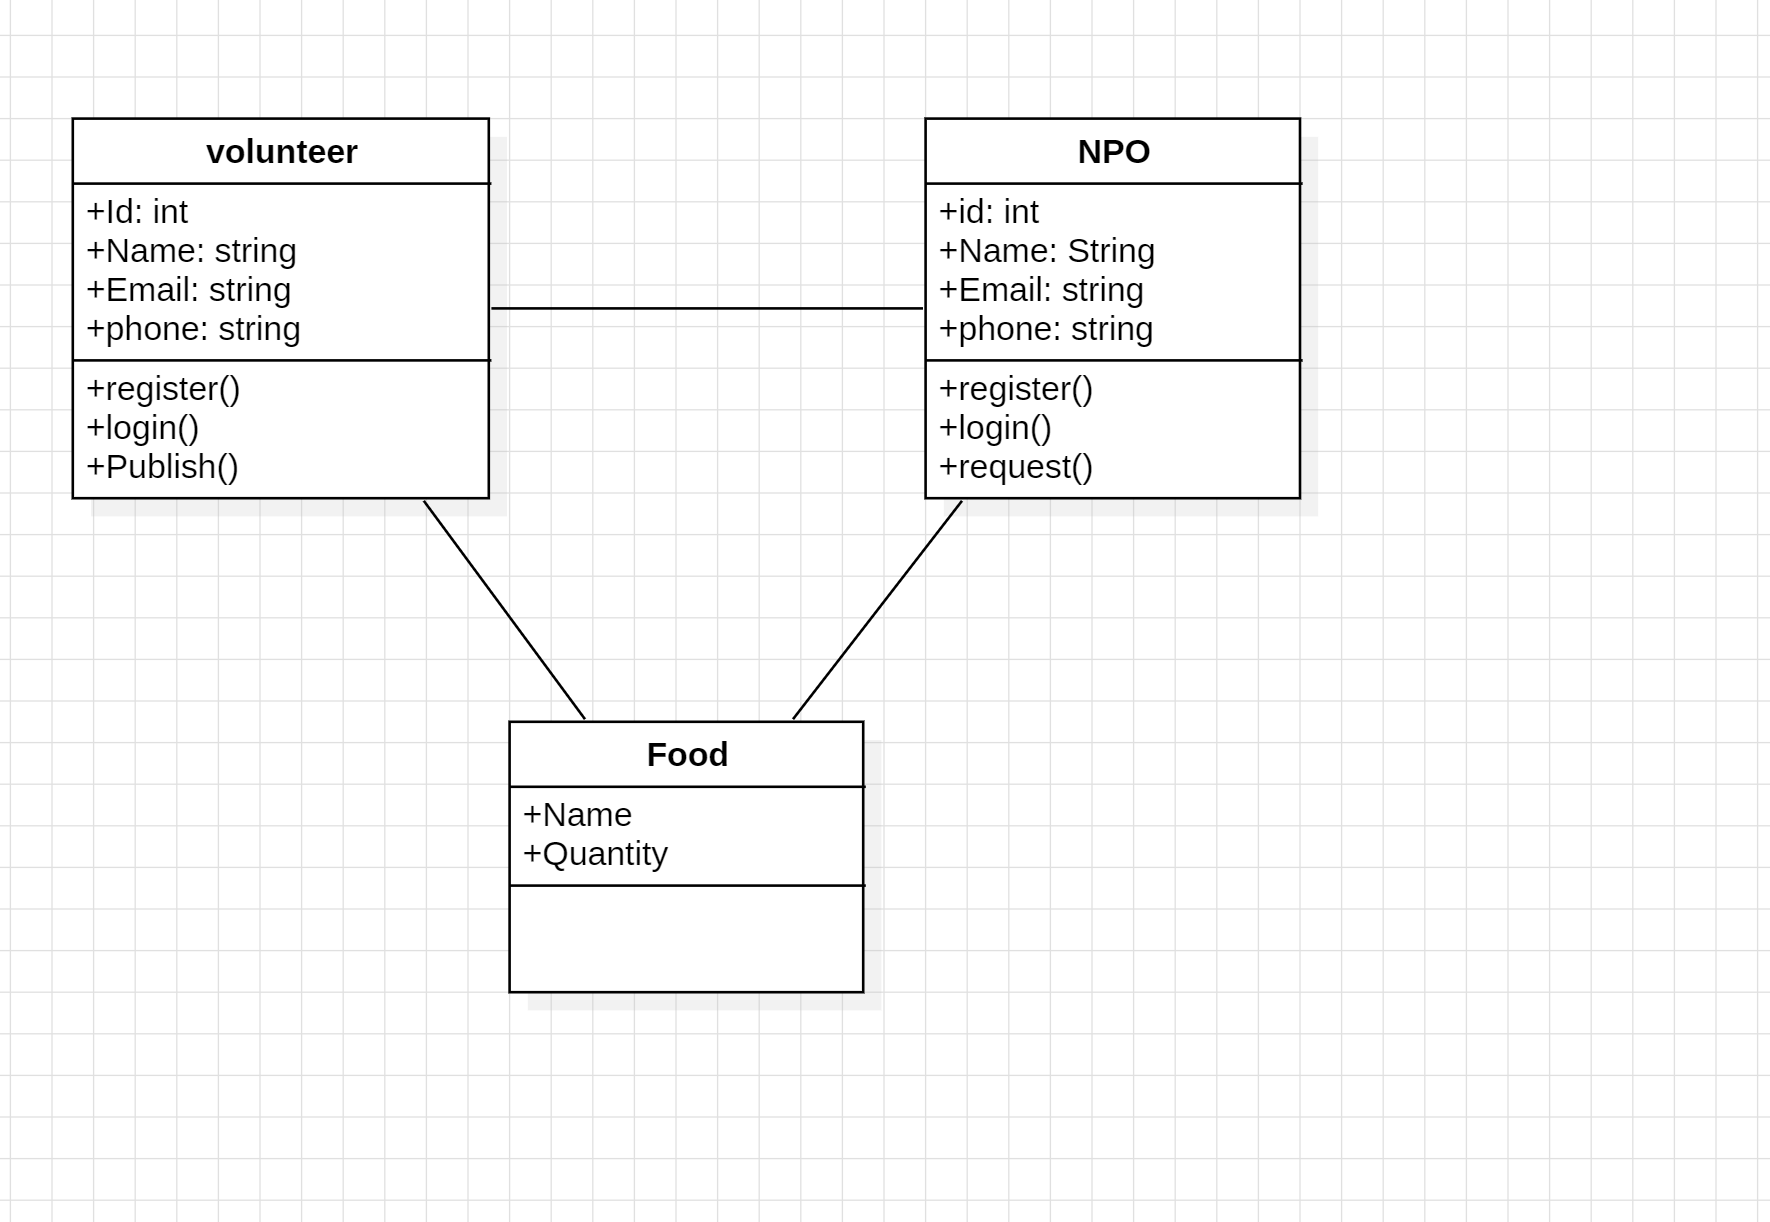 volunteer
+Id: int
+Name: string
+Email: string
+phone: string
+register()
+login()
+Publish()
NPO
+id: int
+Name: String
+Email: string
+phone: string
+register()
+login()
+request()
Food
+Name
+Quantity